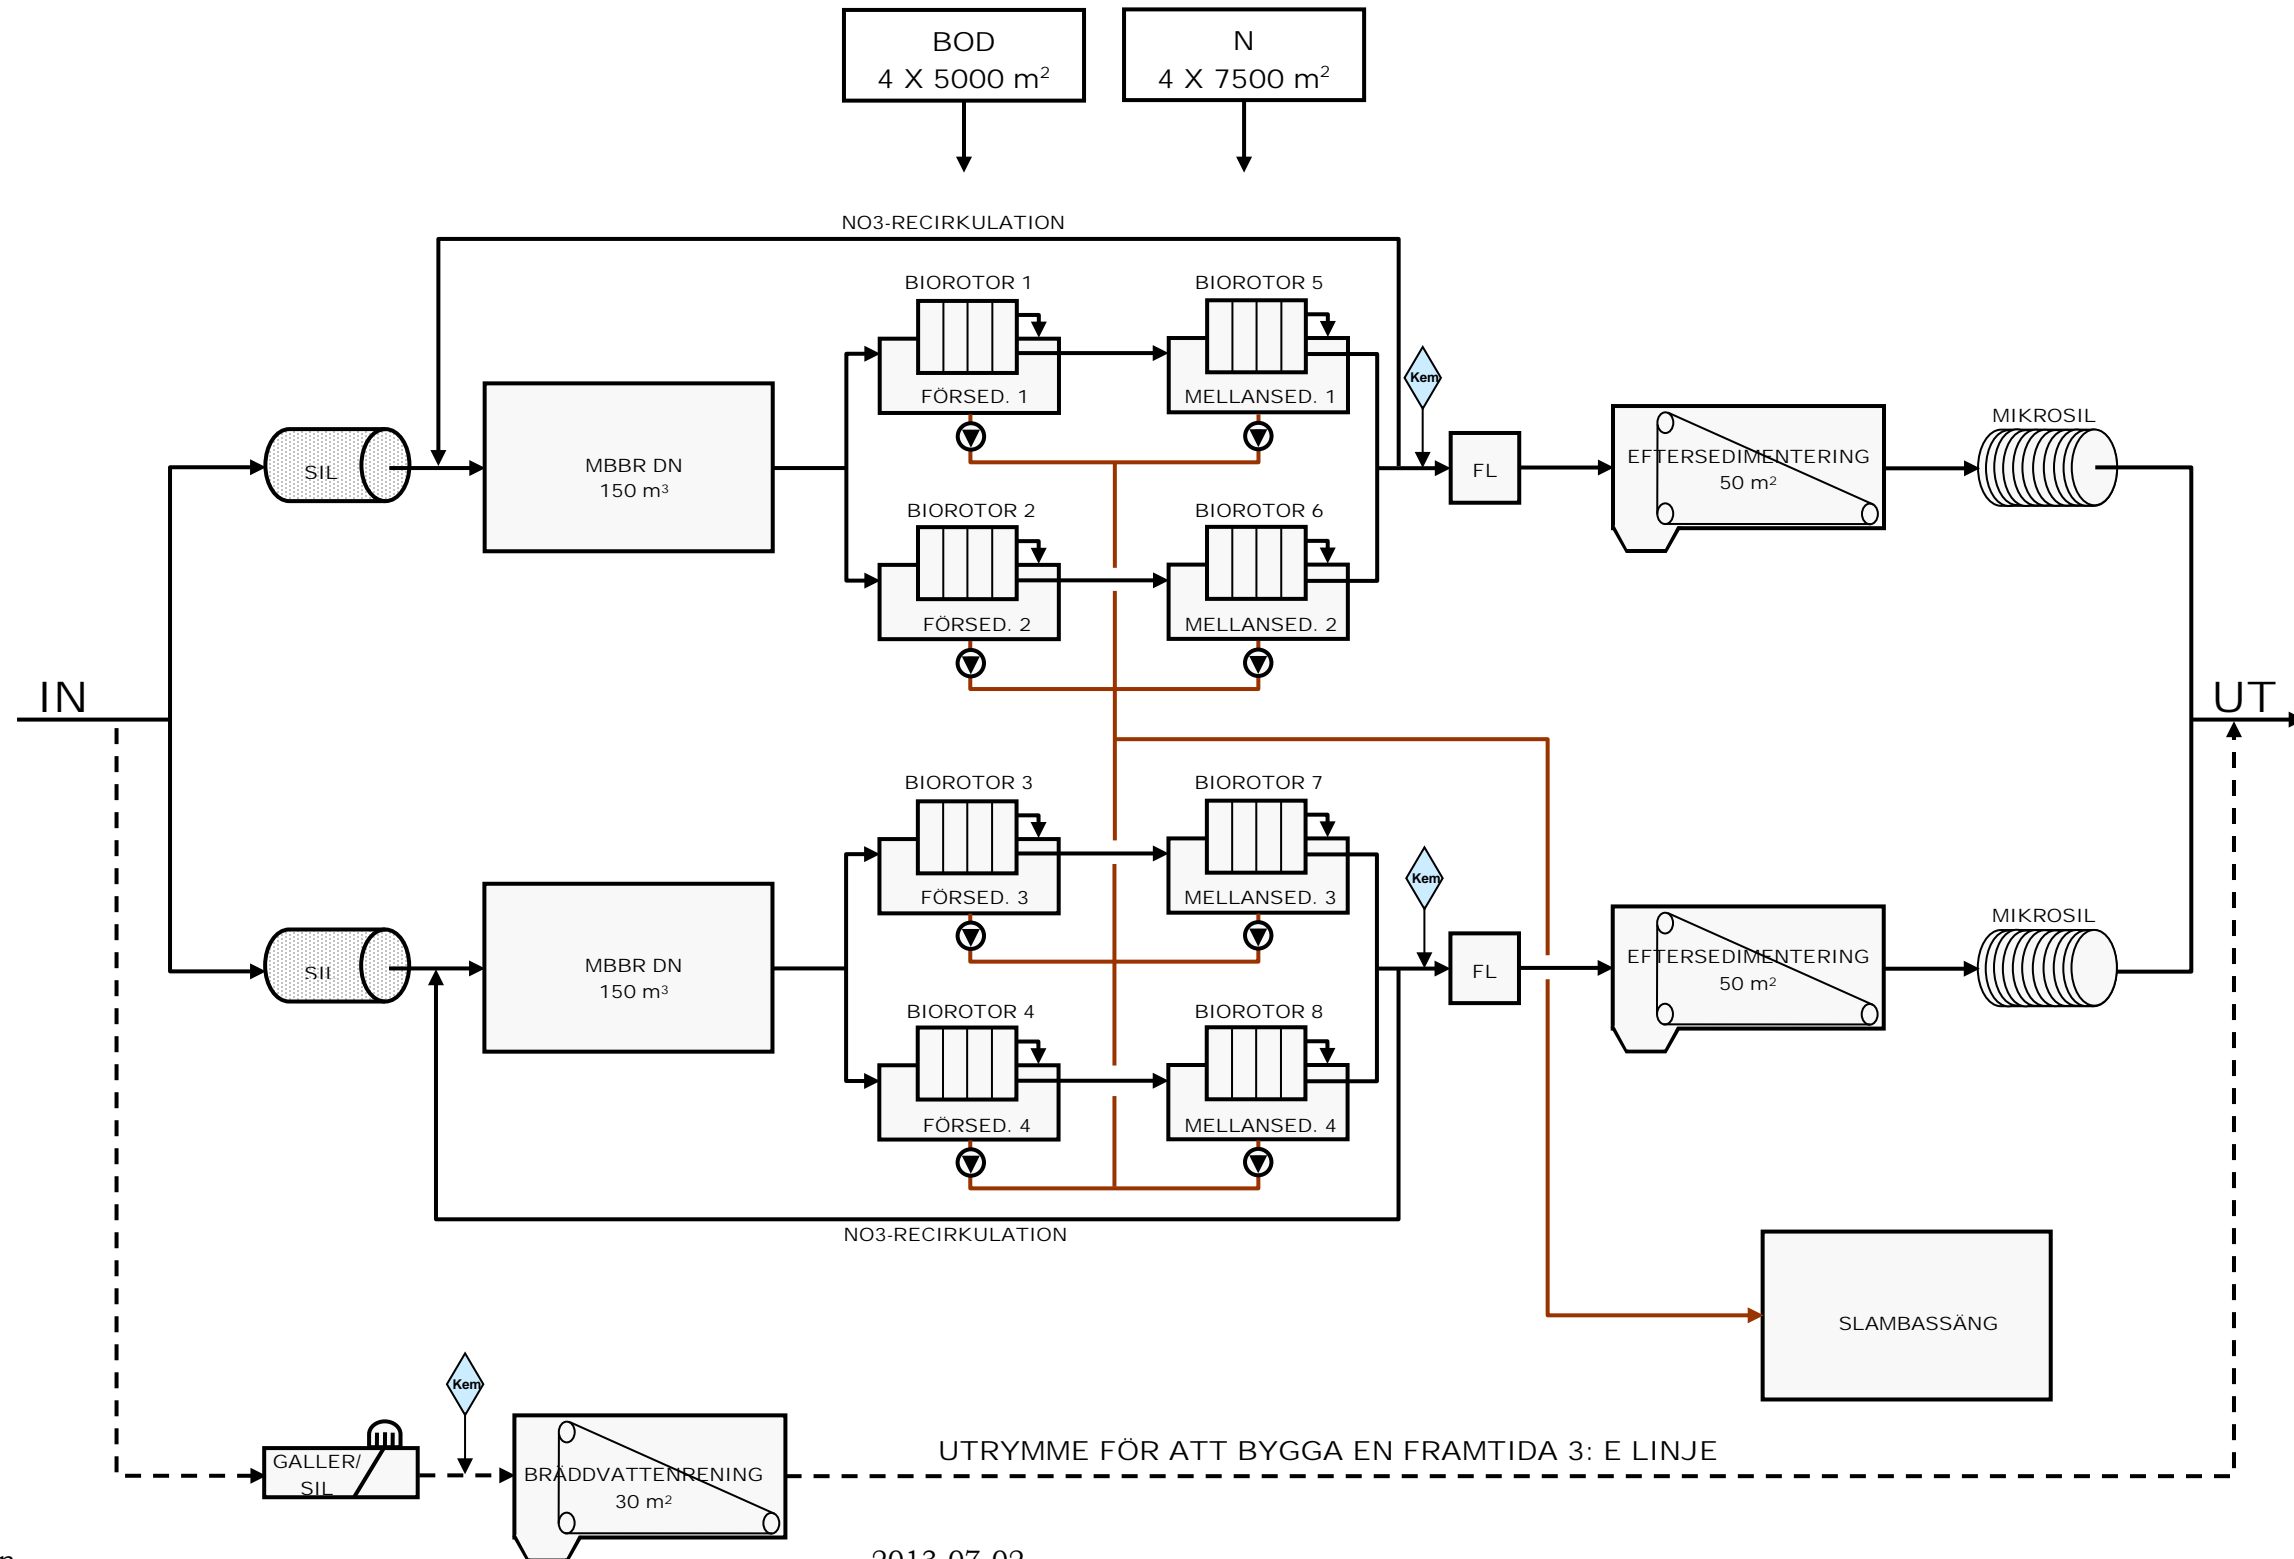 BOD
4 X 5000 m²
N
4 X 7500 m²
NO3-RECIRKULATION
BIOROTOR 1
BIOROTOR 5
FÖRSED. 1
MELLANSED. 1
Kem
SIL
MBBR DN
150 m³
FL
EFTERSEDIMENTERING
50 m²
MIKROSIL
BIOROTOR 2
BIOROTOR 6
FÖRSED. 2
MELLANSED. 2
IN
UT
BIOROTOR 3
BIOROTOR 7
FÖRSED. 3
MELLANSED. 3
Kem
SIL
MBBR DN
150 m³
FL
EFTERSEDIMENTERING
50 m²
MIKROSIL
BIOROTOR 4
BIOROTOR 8
FÖRSED. 4
MELLANSED. 4
NO3-RECIRKULATION
SLAMBASSÄNG
Kem
GALLER/
SIL
BRÄDDVATTENRENING
30 m²
UTRYMME FÖR ATT BYGGA EN FRAMTIDA 3: E LINJE
2013-07-02